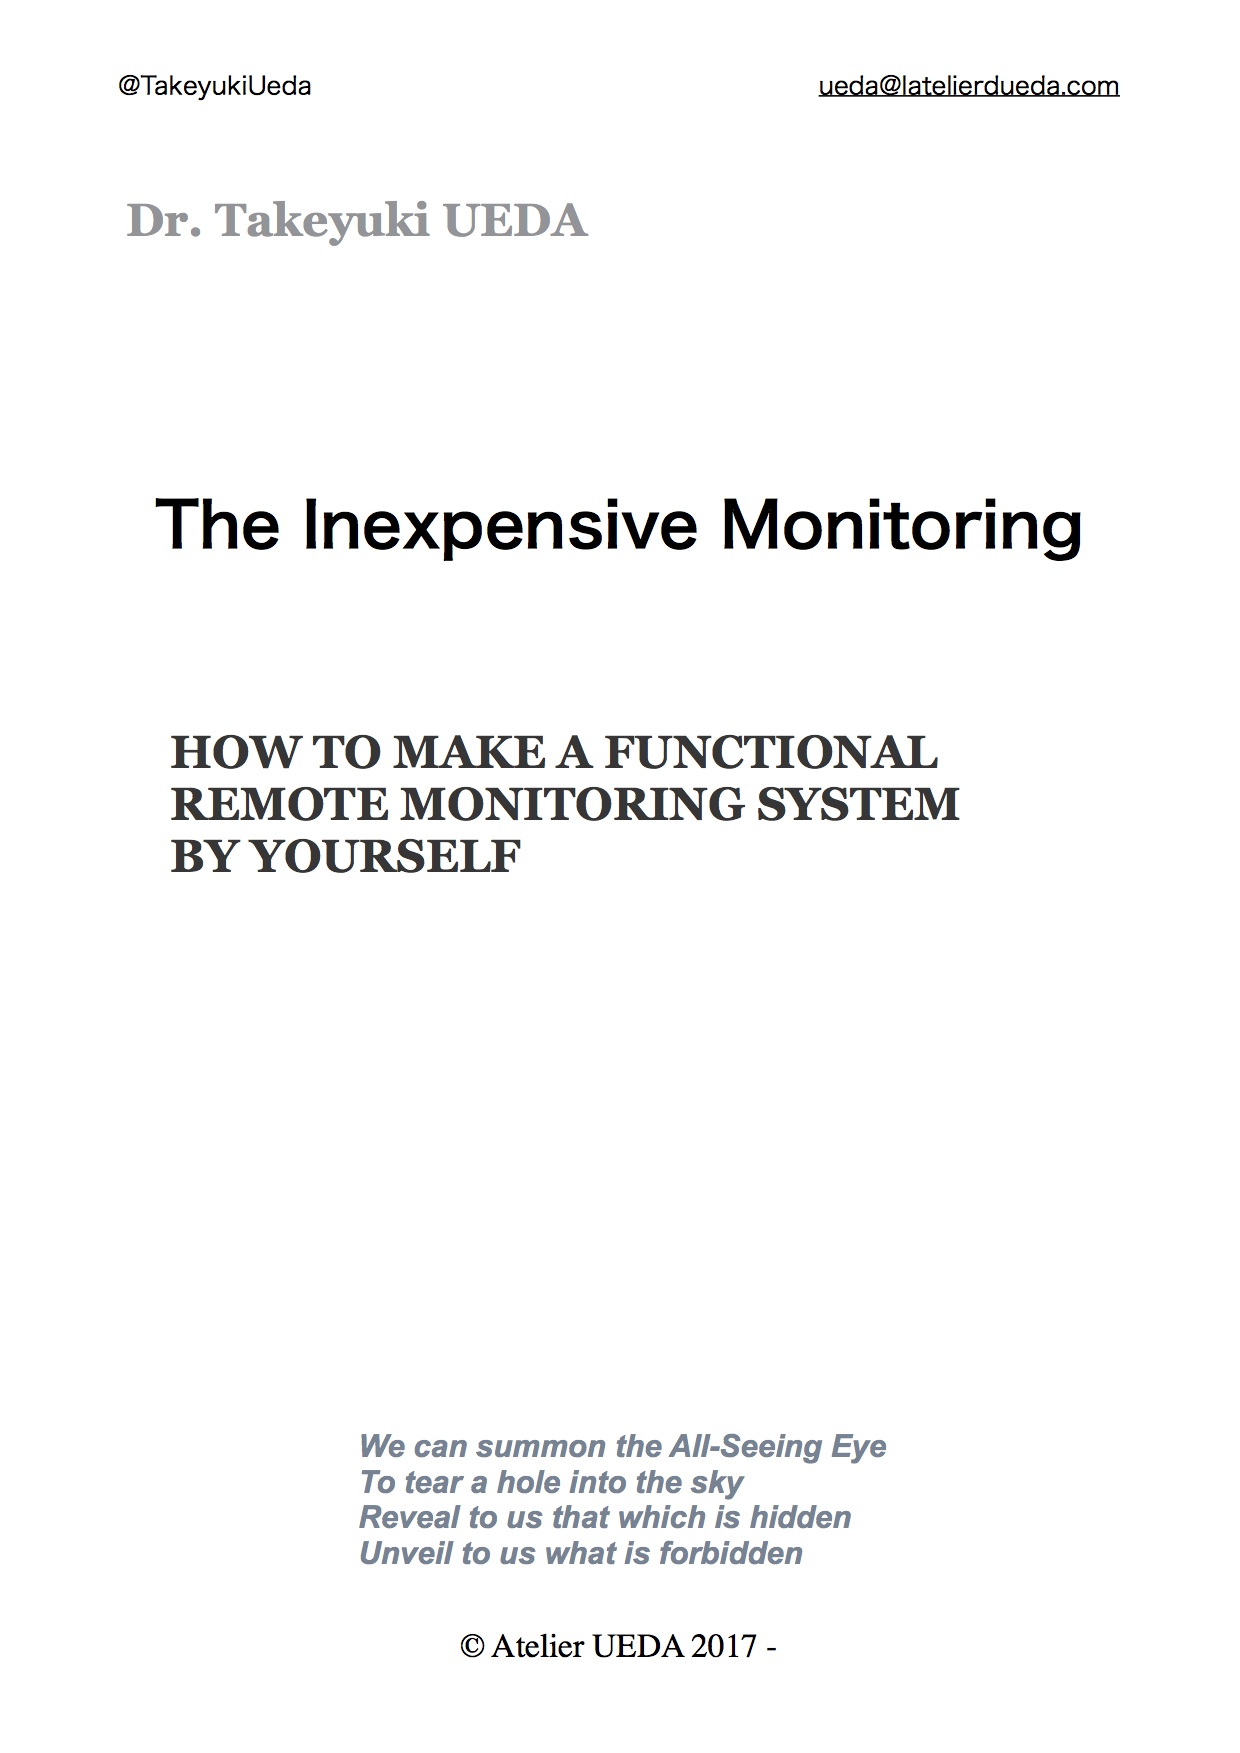 @TakeyukiUeda
ueda@latelierdueda.com
Dr. Takeyuki UEDA
The Inexpensive Monitoring
HOW TO MAKE A FUNCTIONAL
REMOTE MONITORING SYSTEM
BY YOURSELF
We can summon the All-Seeing Eye
To tear a hole into the sky
Reveal to us that which is hidden
Unveil to us what is forbidden
© Atelier UEDA 2017 -